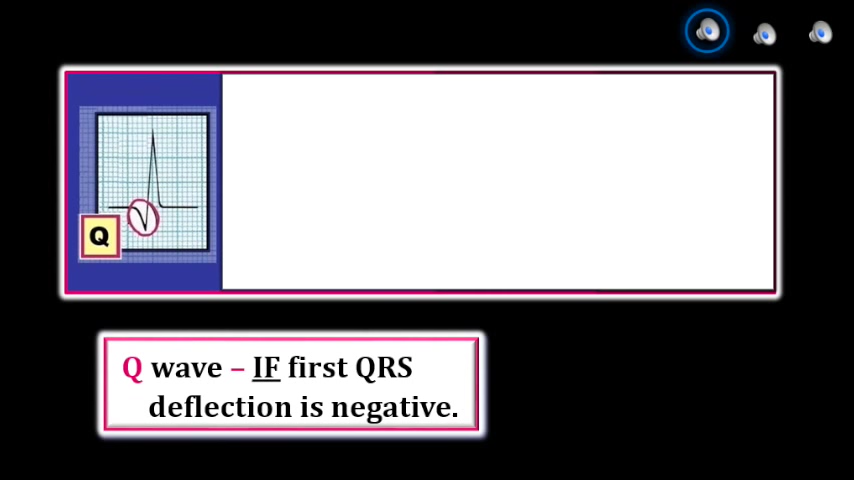 Q
Q wave – IF first QRS
deflection is negative.